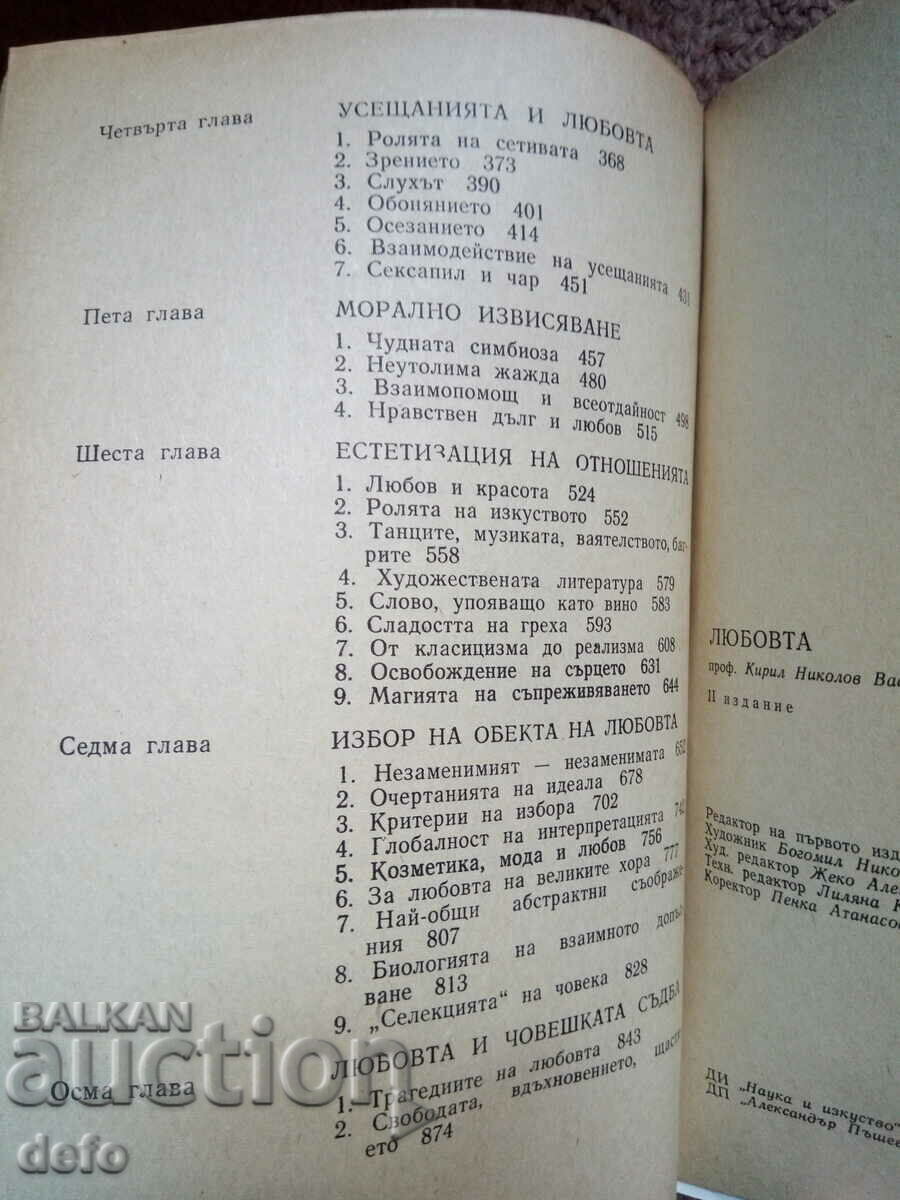 Четвърта глава
УСЕЩАНИЯТА И ЛЮБОВТА
1. Ролята на сетивата 368
2. Зрението 373
3. Слухът 390
4. Обонянието 401
5. Осезанието 414
6. Взаимодействие на усещанията 431
7. Сексапил и чар 451
Пета глава
МОРАЛНО ИЗВИСЯВАНЕ
1. Чудната симбиоза 457
2. Неутолима жажда 480
3. Взаимопомощ и всеотдайност 498
4. Нравствен дълг и любов 515
Шеста глава
ЕСТЕТИЗАЦИЯ НА ОТНОШЕНИЯТА
1. Любов и красота 524
2. Ролята на изкуството 552
3. Танците, музиката, ваятелството, баг-
рите 558
4. Художествената литература 579
5. Слово, упояващо като вино 583
6. Сладостта на греха 593
7. От класицизма до реализма 608
8. Освобождение на сърцето 631
9. Магията на съпреживяването 644
Седма глава
ИЗБОР НА ОБЕКТА НА ЛЮБОВТА
1. Незаменимият — незаменимата 652
2. Очертанията на идеала 678
3. Критерии на избора 702
4. Глобалност на интерпретацията
5. Козметика, мода и любов 756
6. За любовта на великите хора 777
7. Най-общи абстрактни съображе-
ния 807
8. Биологията на взаимното допъл-
ване 813
9. „Селекцията“ на човека 828
Осма глава
ЛЮБОВТА И ЧОВЕШКАТА СЪДБА
1. Трагедиите на любовта 843
2. Свободата, вдъхновението, щасти-
ето 874
ЛЮБОВТА
проф. Кирил Николов Ва
II издание
Редактор на първото изд
Художник Богомил Нико
Худ. редактор Жеко Але
Техн. редактор Лиляна
Коректор Пенка Атанасо
ДИ „Наука и изкуство“
ДП „Александър Пъше
BALKAN
auction
defo